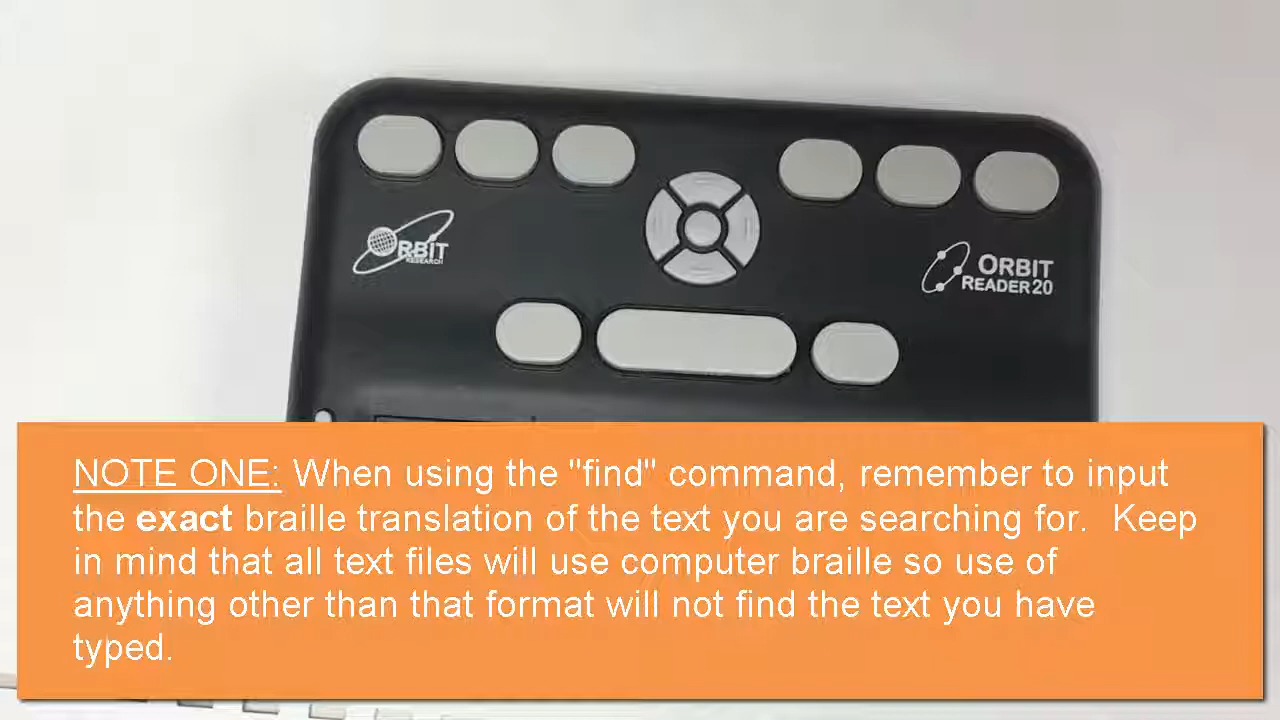 ORBIT
RESEARCH
ORBIT
READER 20
NOTE ONE: When using the "find" command, remember to input
the exact braille translation of the text you are searching for.  Keep
in mind that all text files will use computer braille so use of
anything other than that format will not find the text you have
typed.